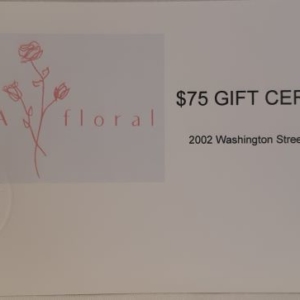 A floral
$75 GIFT CER
2002 Washington Stree